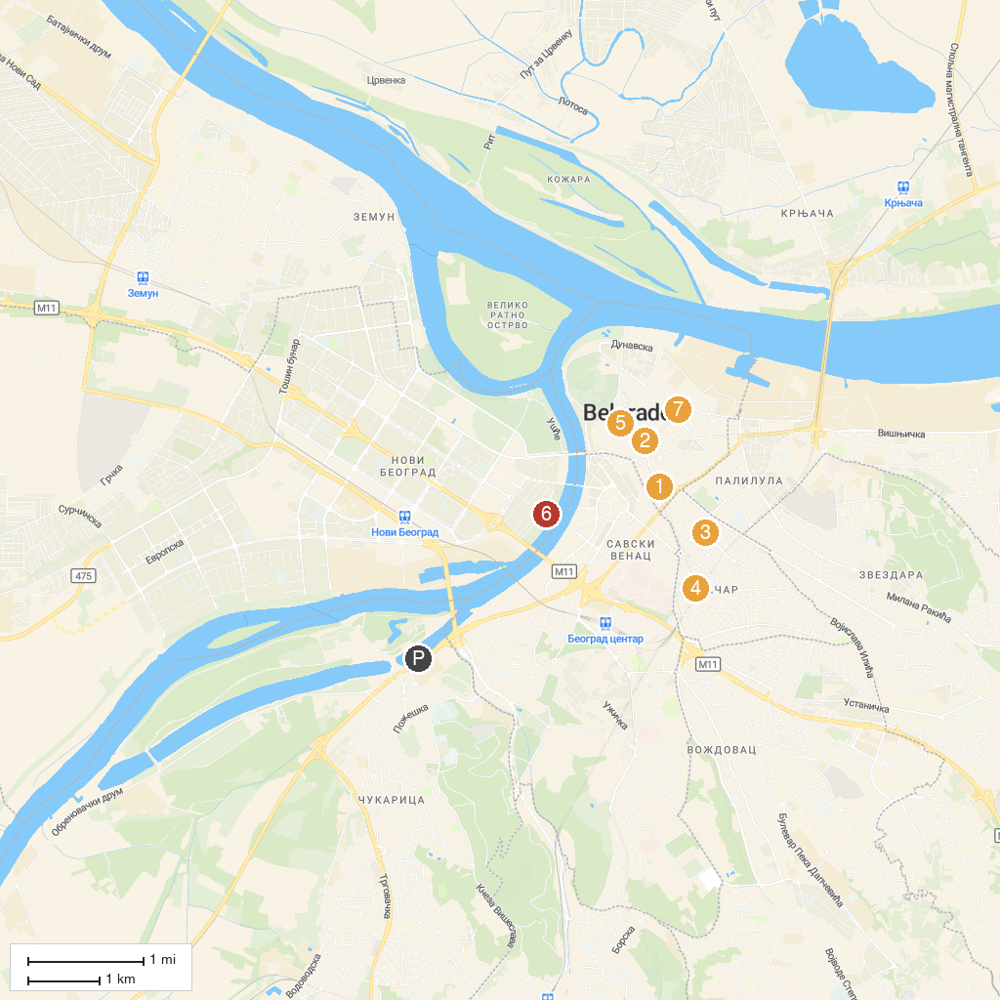 Батајнички друм
Нови Сад
Црвенка
Пут за Црвенку
Лотоса
Рит
КОЖАРА
Спољна магистрална тангента
Крњача
КРЊАЧА
ЗЕМУН
Земун
M11
ВЕЛИКО
РАТНО
ОСТРВО
Дунавска
Тошин бунар
Ушће
7
5
2
Вишњичка
НОВИ
БЕОГРАД
Грчка
Сурчинска
ПАЛИЛУЛА
1
6
3
Нови Београд
Европска
САВСКИ
ВЕНАЦ
M11
475
ЗВЕЗДАРА
4
Милана Ракића
Београд центар
Војислава Илића
P
M11
Устаничка
Пожешка
Ужичка
ВОЖДОВАЦ
ЧУКАРИЦА
Обреновачки друм
Булевар Пека Дапчевића
Трговачка
Кнеза Вишеслава
Борска
Водоводска
1 mi
1 km